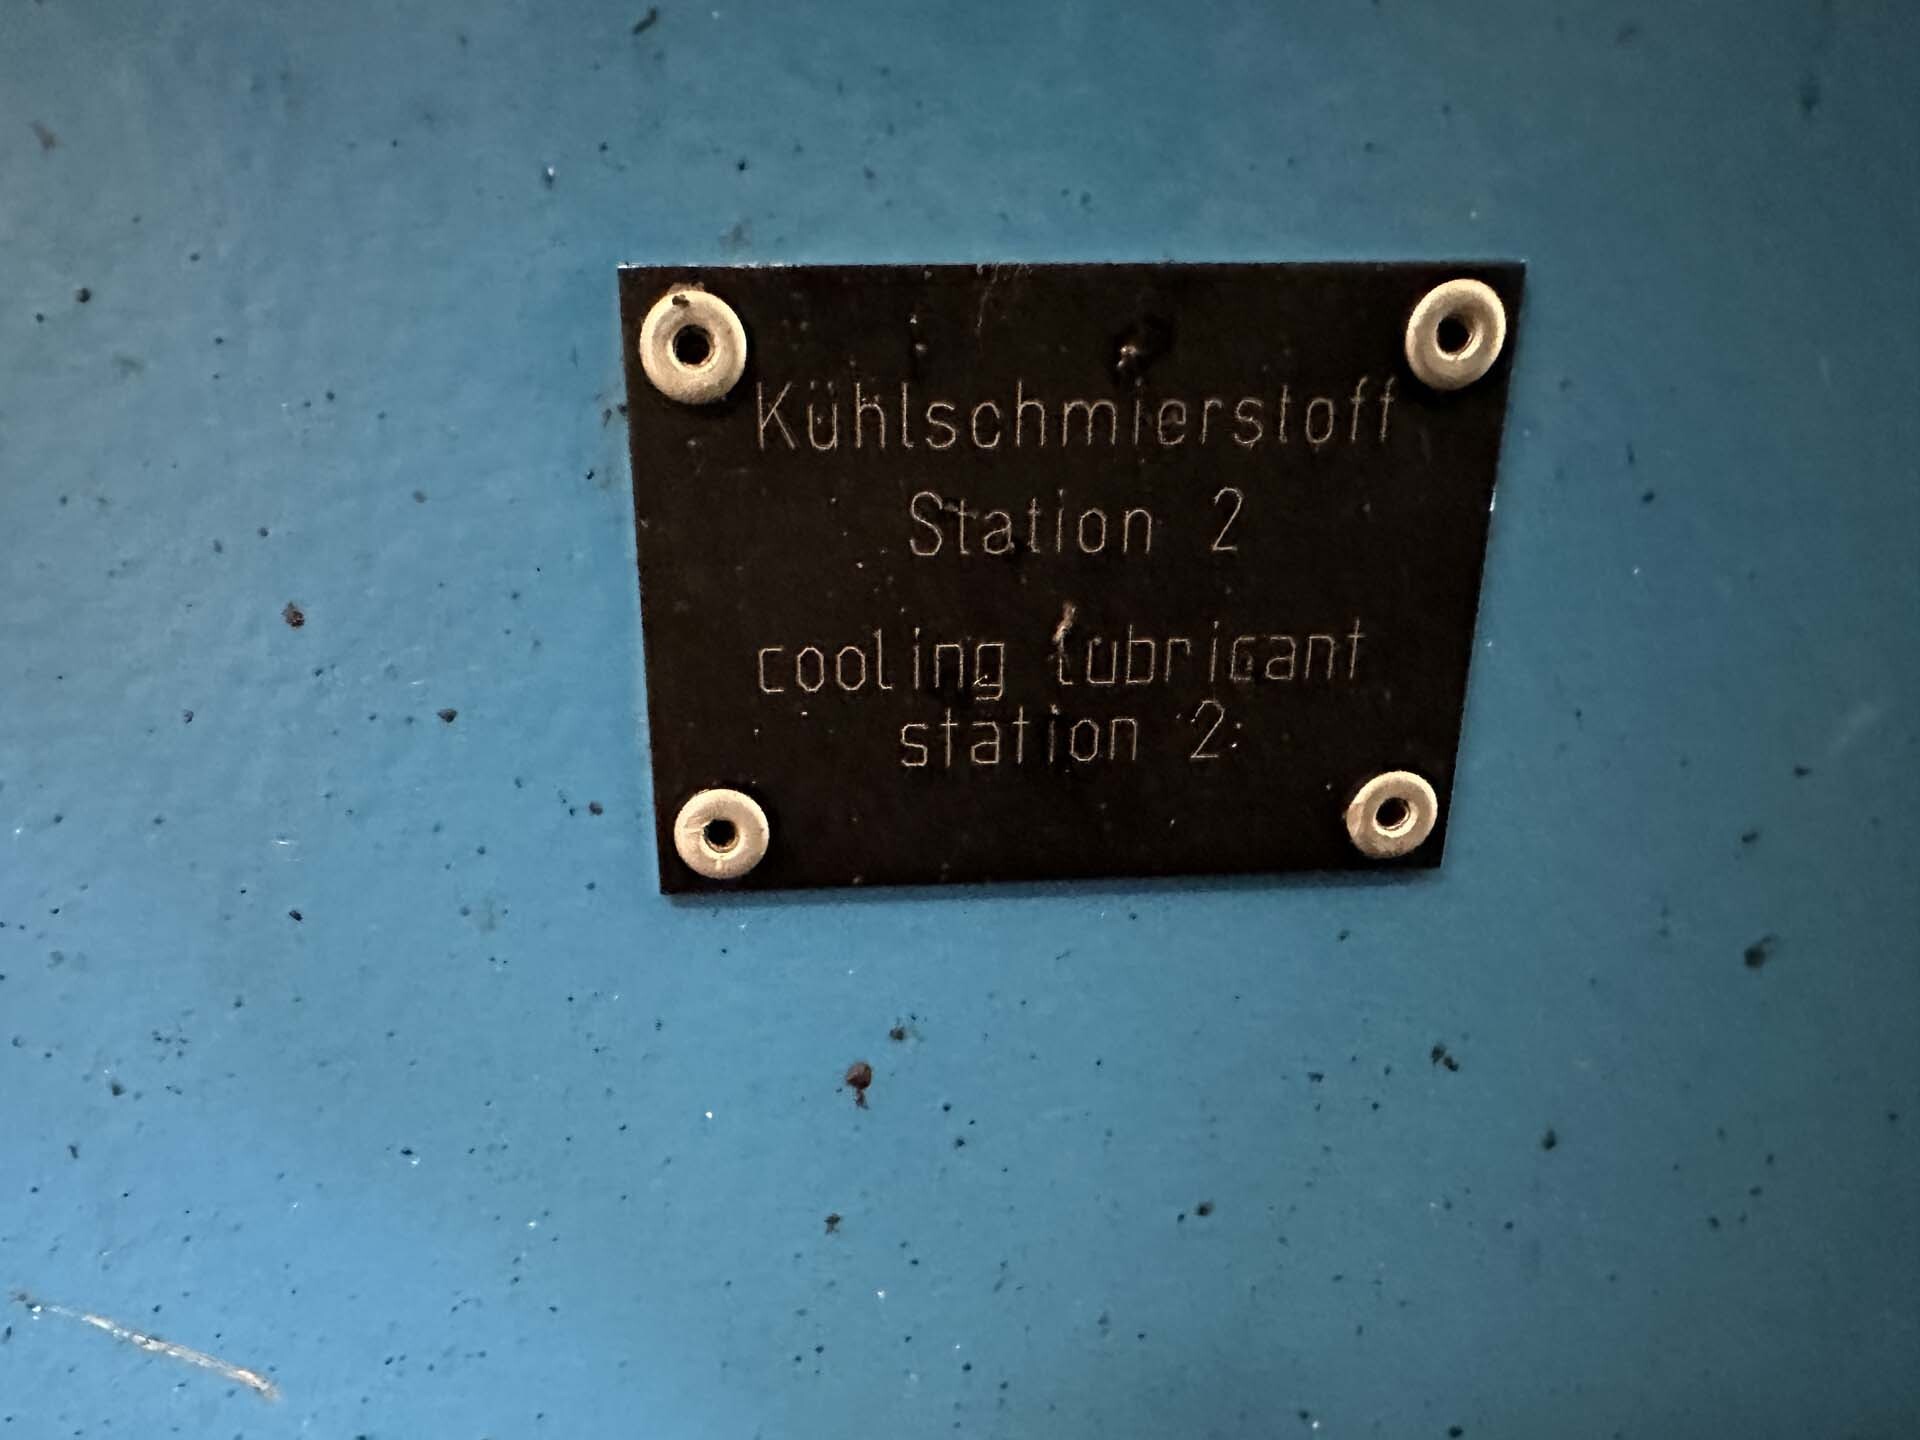 Kühlschmierstoff
Station 2
cooling lubricant
station 2